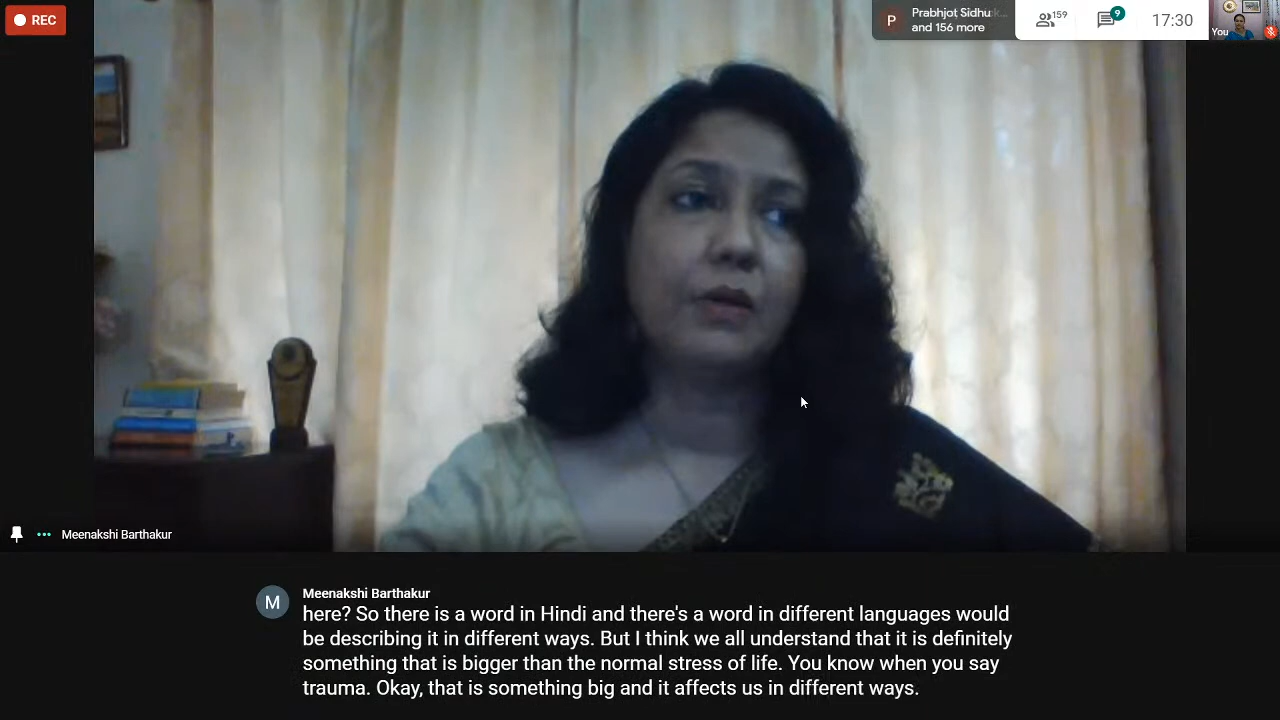 REC
P
Prabhjot Sidhu
and 156 more
159
9
17:30
You
Meenakshi Barthakur
M
Meenakshi Barthakur
here? So there is a word in Hindi and there's a word in different languages would
be describing it in different ways. But I think we all understand that it is definitely
something that is bigger than the normal stress of life. You know when you say
trauma. Okay, that is something big and it affects us in different ways.